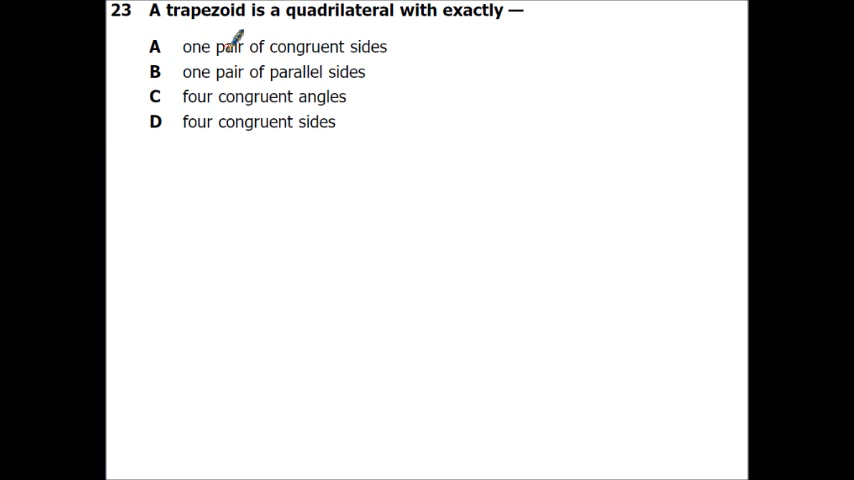 23 A trapezoid is a quadrilateral with exactly —
A one pair of congruent sides
B one pair of parallel sides
C four congruent angles
D four congruent sides